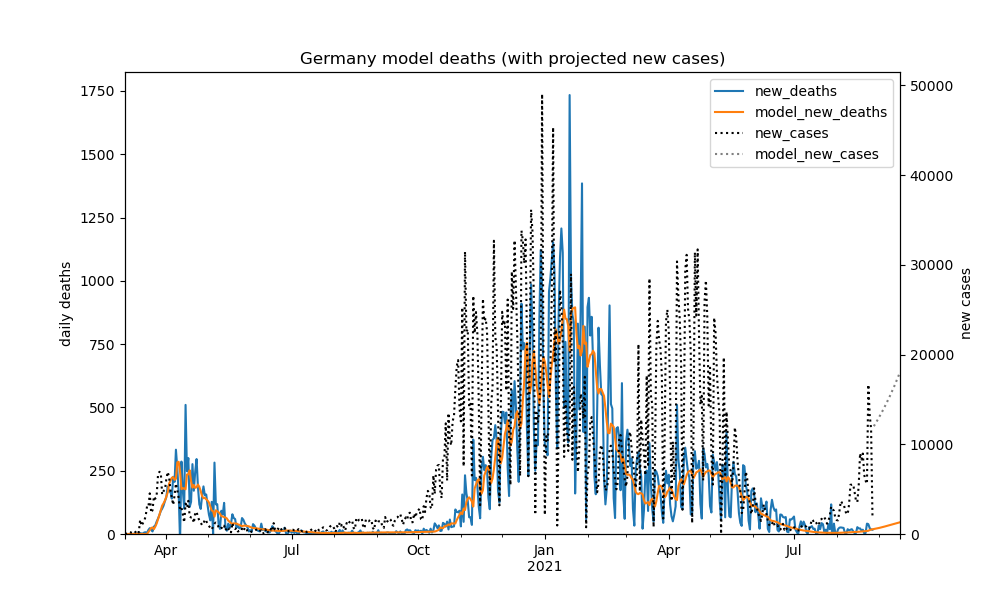 Germany model deaths (with projected new cases)
new_deaths
model_new_deaths
new_cases
model_new_cases
daily deaths
new cases
1750
1500
1250
1000
750
500
250
0
50000
40000
30000
20000
10000
0
Apr
Jul
Oct
Jan
2021
Apr
Jul